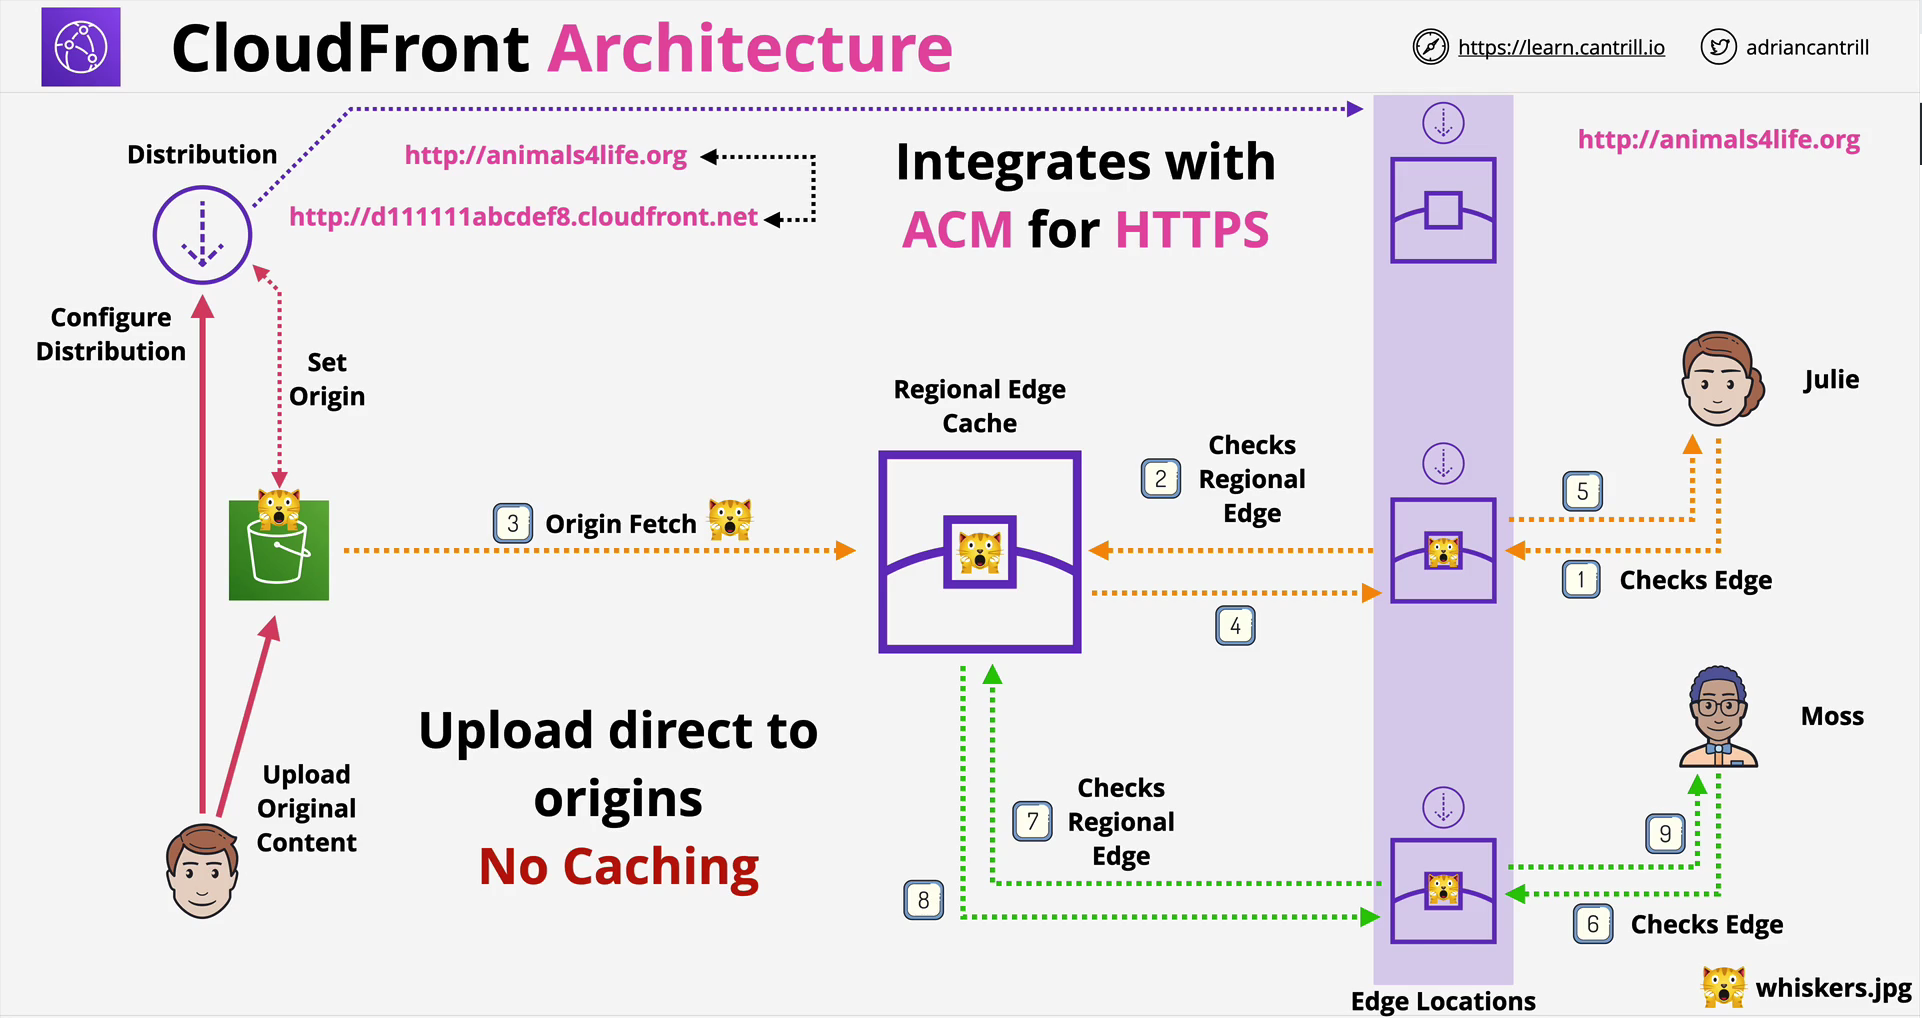 CloudFront Architecture
https://learn.cantrill.io
adriancantrill
Distribution
http://animals4life.org
http://d111111abcdef8.cloudfront.net
Integrates with
ACM for HTTPS
http://animals4life.org
Configure
Distribution
Set
Origin
Julie
Regional Edge
Cache
2
Checks
Regional
Edge
5
3
Origin Fetch
1
Checks Edge
4
Moss
Upload direct to
origins
No Caching
Upload
Original
Content
7
Checks
Regional
Edge
9
8
6
Checks Edge
whiskers.jpg
Edge Locations